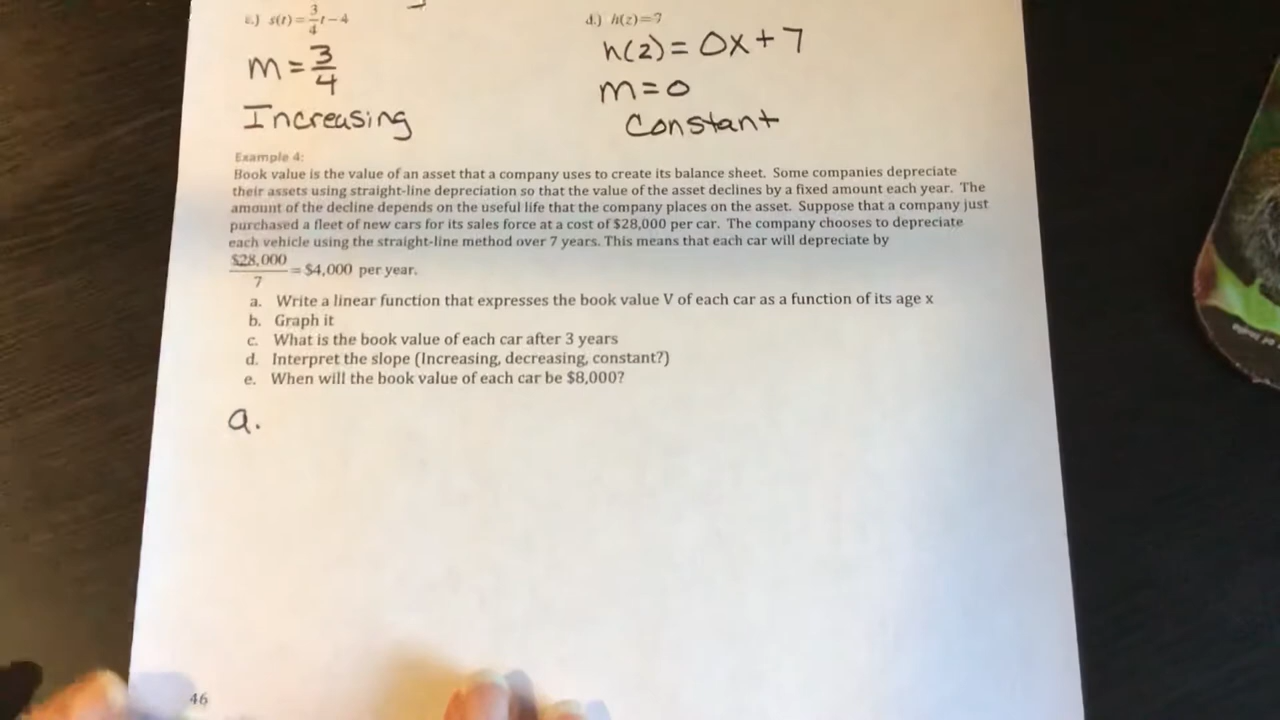 c.) s(t)=3/4 t-4
d.) h(z)=7
m = 3/4
h(z) = 0x+7
m=0
Increasing
Constant
Example 4:
Book value is the value of an asset that a company uses to create its balance sheet. Some companies depreciate
their assets using straight-line depreciation so that the value of the asset declines by a fixed amount each year. The
amount of the decline depends on the useful life that the company places on the asset. Suppose that a company just
purchased a fleet of new cars for its sales force at a cost of $28,000 per car. The company chooses to depreciate
each vehicle using the straight-line method over 7 years. This means that each car will depreciate by
$28,000/7 = $4,000 per year.
a. Write a linear function that expresses the book value V of each car as a function of its age x
b. Graph it
c. What is the book value of each car after 3 years
d. Interpret the slope (Increasing, decreasing, constant?)
e. When will the book value of each car be $8,000?
a.
46